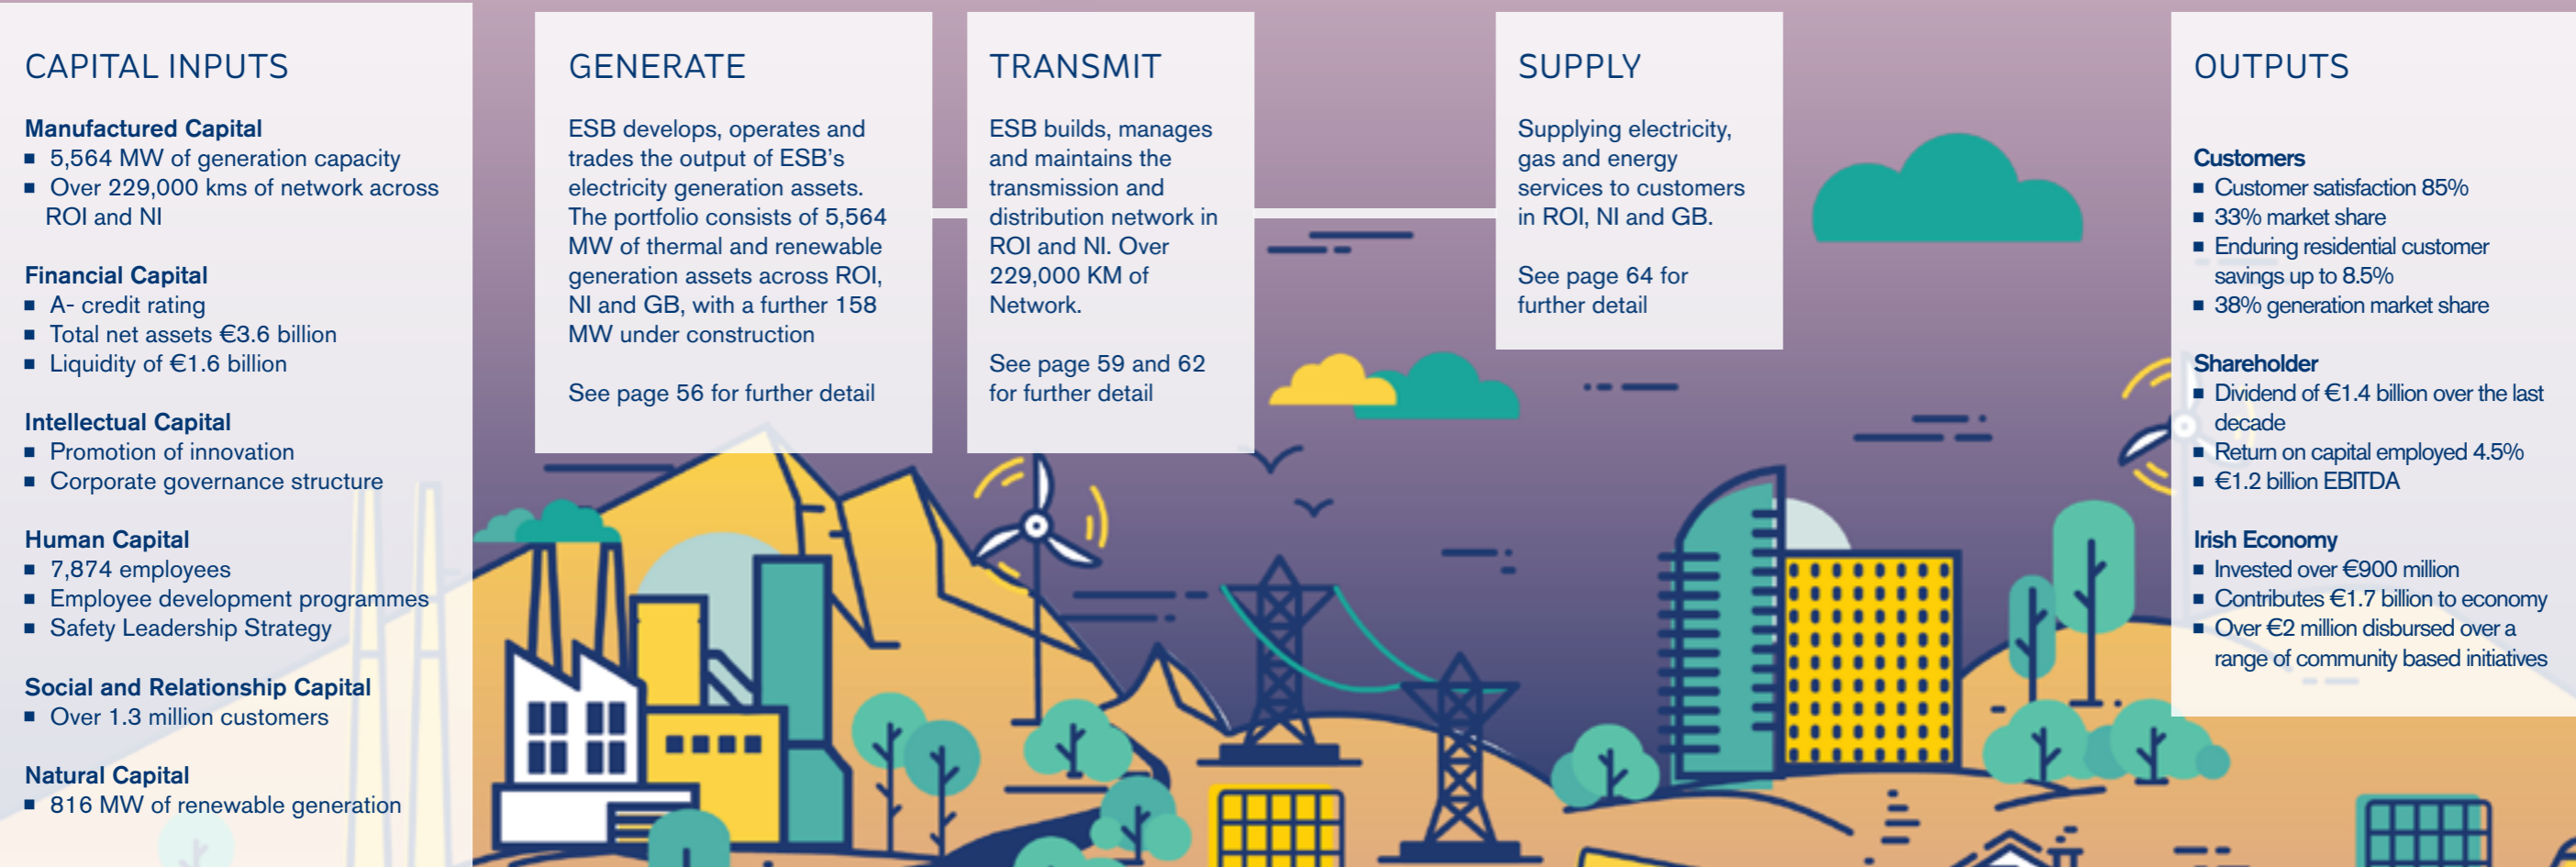 CAPITAL INPUTS
Manufactured Capital
▪ 5,564 MW of generation capacity
▪ Over 229,000 kms of network across
ROI and NI
Financial Capital
▪ A- credit rating
▪ Total net assets €3.6 billion
▪ Liquidity of €1.6 billion
Intellectual Capital
▪ Promotion of innovation
▪ Corporate governance structure
Human Capital
▪ 7,874 employees
▪ Employee development programmes
▪ Safety Leadership Strategy
Social and Relationship Capital
▪ Over 1.3 million customers
Natural Capital
▪ 816 MW of renewable generation
GENERATE
ESB develops, operates and
trades the output of ESB's
electricity generation assets.
The portfolio consists of 5,564
MW of thermal and renewable
generation assets across ROI,
NI and GB, with a further 158
MW under construction
See page 56 for further detail
TRANSMIT
ESB builds, manages
and maintains the
transmission and
distribution network in
ROI and NI. Over
229,000 KM of
Network.
See page 59 and 62
for further detail
SUPPLY
Supplying electricity,
gas and energy
services to customers
in ROI, NI and GB.
See page 64 for
further detail
OUTPUTS
Customers
▪ Customer satisfaction 85%
▪ 33% market share
▪ Enduring residential customer
savings up to 8.5%
▪ 38% generation market share
Shareholder
▪ Dividend of €1.4 billion over the last
decade
▪ Return on capital employed 4.5%
▪ €1.2 billion EBITDA
Irish Economy
▪ Invested over €900 million
▪ Contributes €1.7 billion to economy
▪ Over €2 million disbursed over a
range of community based initiatives